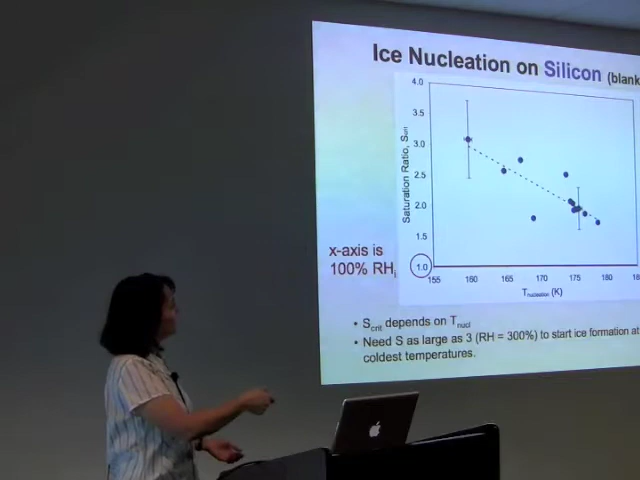 Ice Nucleation on Silicon (blank
4.0
3.5
3.0
2.5
2.0
1.5
1.0
Saturation Ratio, Scrit
155 160 165 170 175 180 18
Tnucleation (K)
x-axis is
100% RHi
• Scrit depends on Tnucl
• Need S as large as 3 (RH = 300%) to start ice formation at
coldest temperatures.